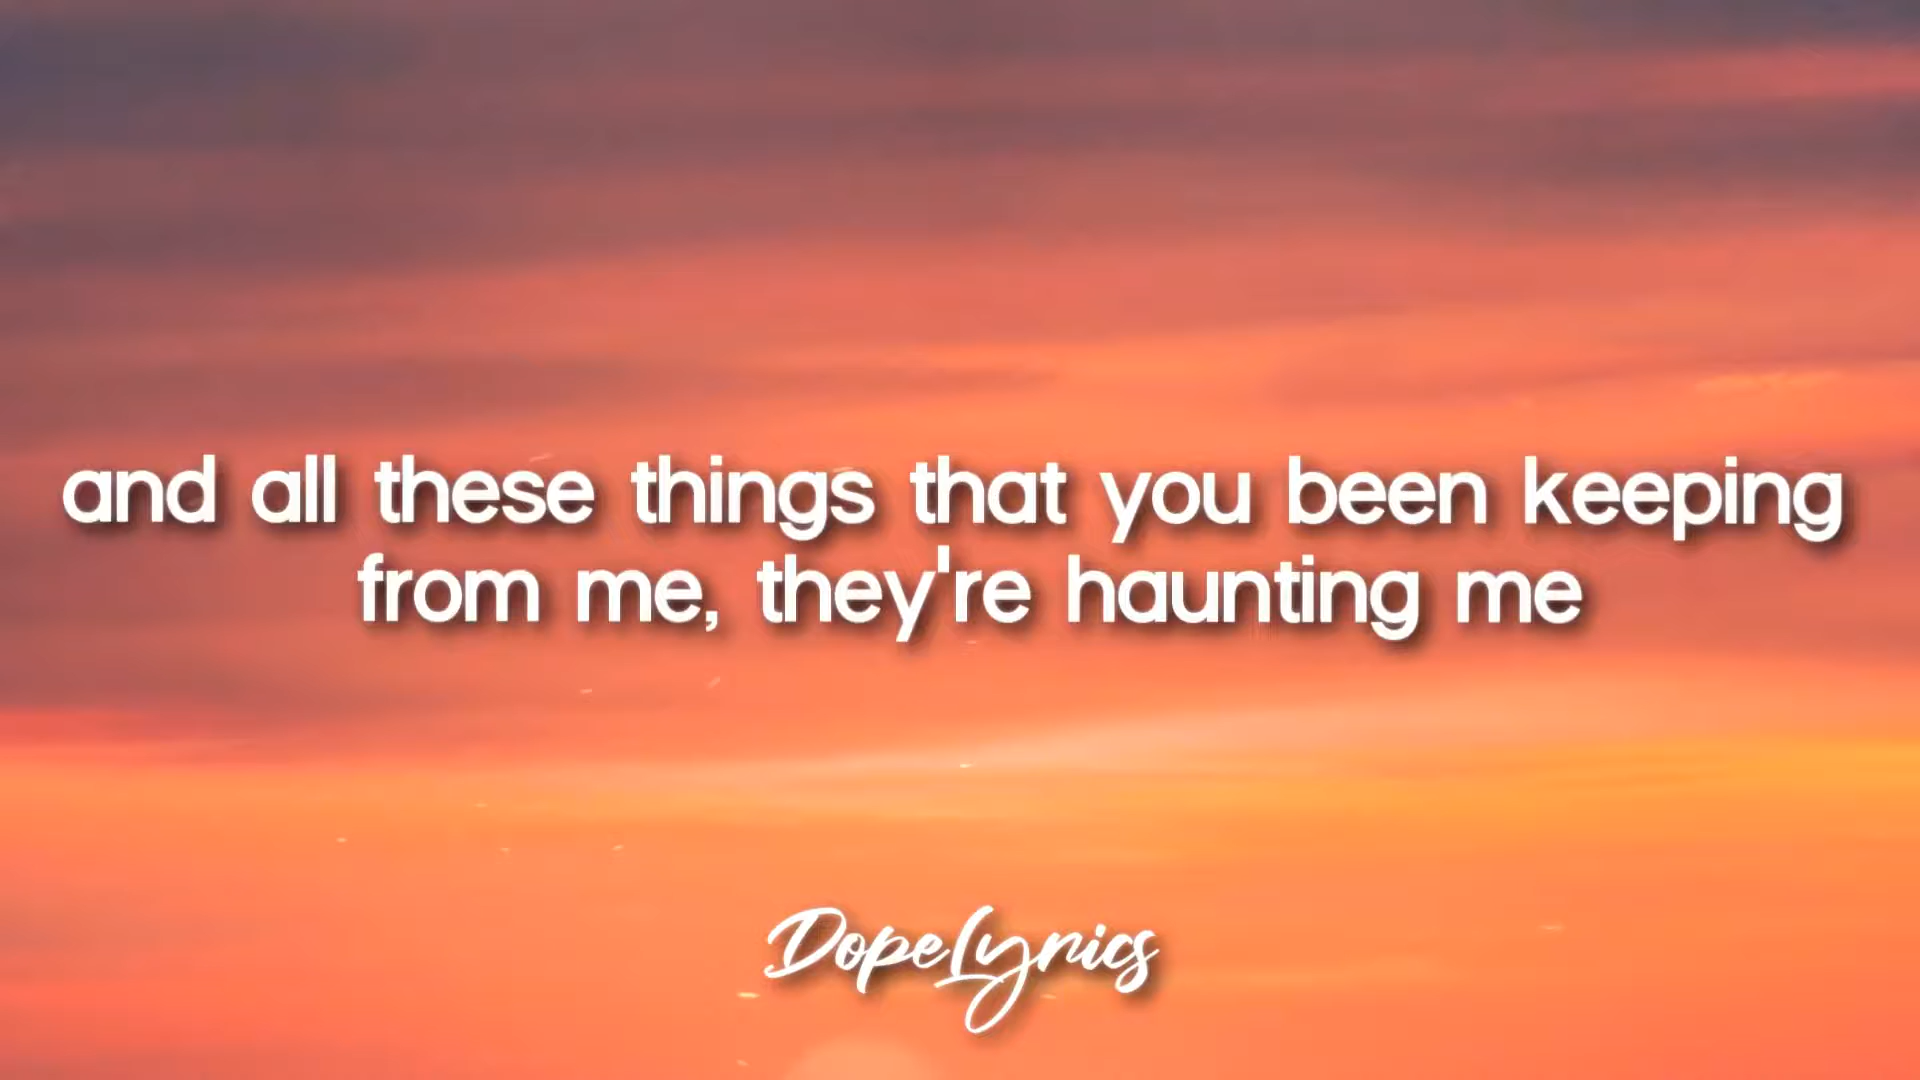 and all these things that you been keeping
from me, they're haunting me
DopeLyrics